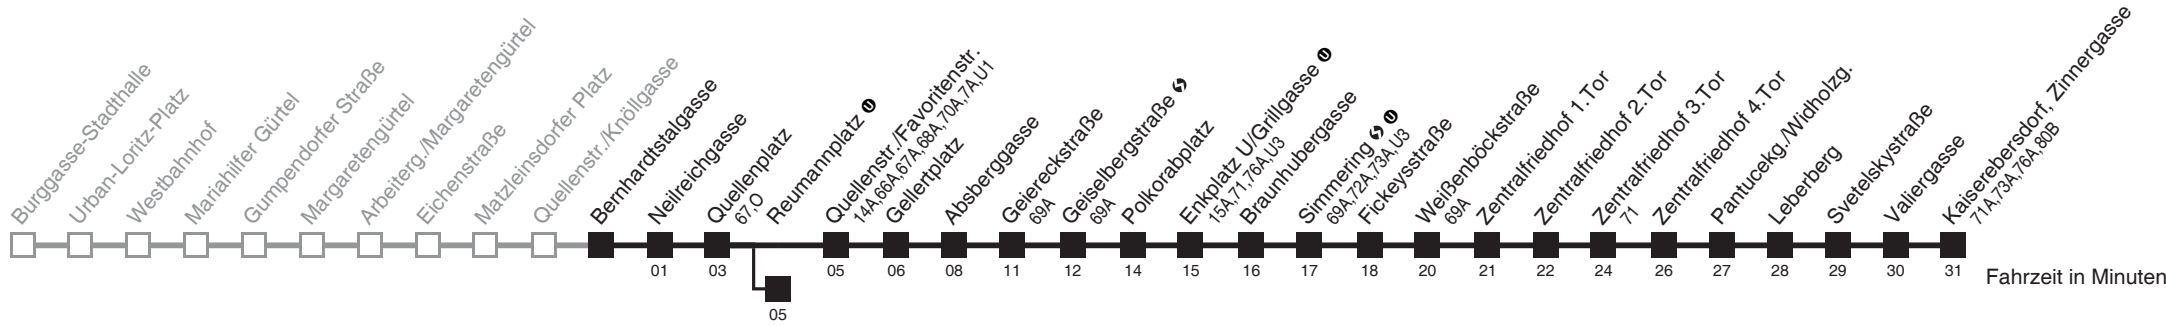 Burggasse-Stadthalle
Urban-Loritz-Platz
Westbahnhof
Mariahilfer Gürtel
Gumpendorfer Straße
Margaretengürtel
Arbeiterg./Margaretengürtel
Eichenstraße
Matzleinsdorfer Platz
Quellenstr./Knöllgasse
Bernhardtstalgasse
Neilreichgasse
01
Quellenplatz
67,O
03
Reumannplatz U
05
Quellenstr./Favoritenstr.
14A,66A,67A,68A,70A,7A,U1
05
Gellertplatz
06
Absberggasse
08
Geiereckstraße
69A
11
Geiselbergstraße S
69A
12
Polkorabplatz
14
Enkplatz U/Grillgasse U
15A,71,76A,U3
15
Braunhubergasse
16
Simmering S U
69A,72A,73A,U3
17
Fickeysstraße
18
Weißenböckstraße
69A
20
Zentralfriedhof 1.Tor
21
Zentralfriedhof 2.Tor
22
Zentralfriedhof 3.Tor
71
24
Zentralfriedhof 4.Tor
26
Pantucekg./Widholzg.
27
Leberberg
28
Svetelskystraße
29
Valiergasse
30
Kaiserebersdorf, Zinnergasse
71A,73A,76A,80B
31
Fahrzeit in Minuten